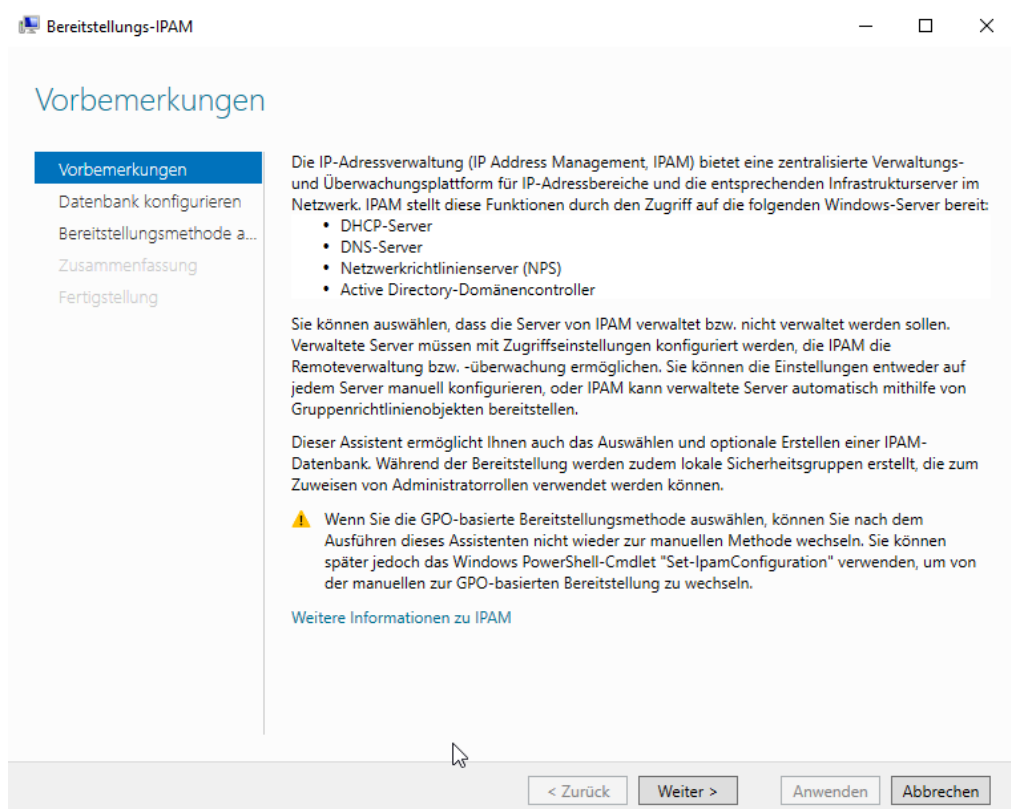 Bereitstellungs-IPAM
Vorbemerkungen
Vorbemerkungen
Datenbank konfigurieren
Bereitstellungsmethode a...
Zusammenfassung
Fertigstellung
Die IP-Adressverwaltung (IP Address Management, IPAM) bietet eine zentralisierte Verwaltungs-
und Überwachungsplattform für IP-Adressbereiche und die entsprechenden Infrastrukturserver im
Netzwerk. IPAM stellt diese Funktionen durch den Zugriff auf die folgenden Windows-Server bereit:
• DHCP-Server
• DNS-Server
• Netzwerkrichtlinienserver (NPS)
• Active Directory-Domänencontroller
Sie können auswählen, dass die Server von IPAM verwaltet bzw. nicht verwaltet werden sollen.
Verwaltete Server müssen mit Zugriffseinstellungen konfiguriert werden, die IPAM die
Remoteverwaltung bzw. -überwachung ermöglichen. Sie können die Einstellungen entweder auf
jedem Server manuell konfigurieren, oder IPAM kann verwaltete Server automatisch mithilfe von
Gruppenrichtlinienobjekten bereitstellen.
Dieser Assistent ermöglicht Ihnen auch das Auswählen und optionale Erstellen einer IPAM-
Datenbank. Während der Bereitstellung werden zudem lokale Sicherheitsgruppen erstellt, die zum
Zuweisen von Administratorrollen verwendet werden können.
Wenn Sie die GPO-basierte Bereitstellungsmethode auswählen, können Sie nach dem
Ausführen dieses Assistenten nicht wieder zur manuellen Methode wechseln. Sie können
später jedoch das Windows PowerShell-Cmdlet "Set-IpamConfiguration" verwenden, um von
der manuellen zur GPO-basierten Bereitstellung zu wechseln.
Weitere Informationen zu IPAM
< Zurück
Weiter >
Anwenden
Abbrechen